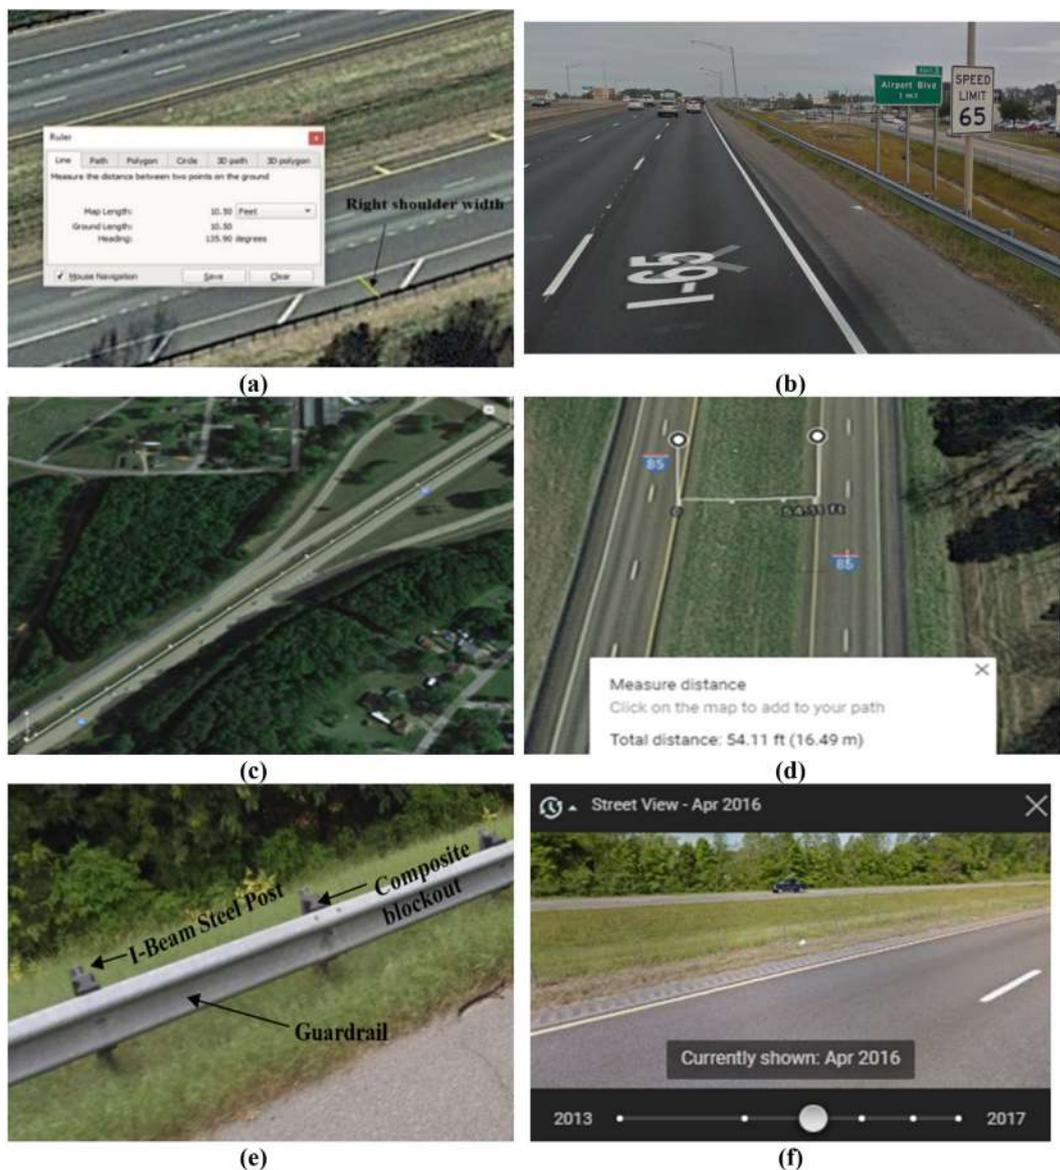 Ruler
Line Path Polygon Circle 3D path 3D polygon
Measure the distance between two points on the ground
Map Length: 10.50 Feet
Ground Length: 10.50
Heading: 135.90 degrees
Mouse Navigation Save Clear
Right shoulder width
(a)
Airport Blvd
SPEED
LIMIT
65
I-65
(b)
(c)
85
85
Measure distance
Click on the map to add to your path
Total distance: 54.11 ft (16.49 m)
(d)
I-Beam Steel Post
Composite
blockout
Guardrail
(e)
Street View - Apr 2016
Currently shown: Apr 2016
2013 2017
(f)